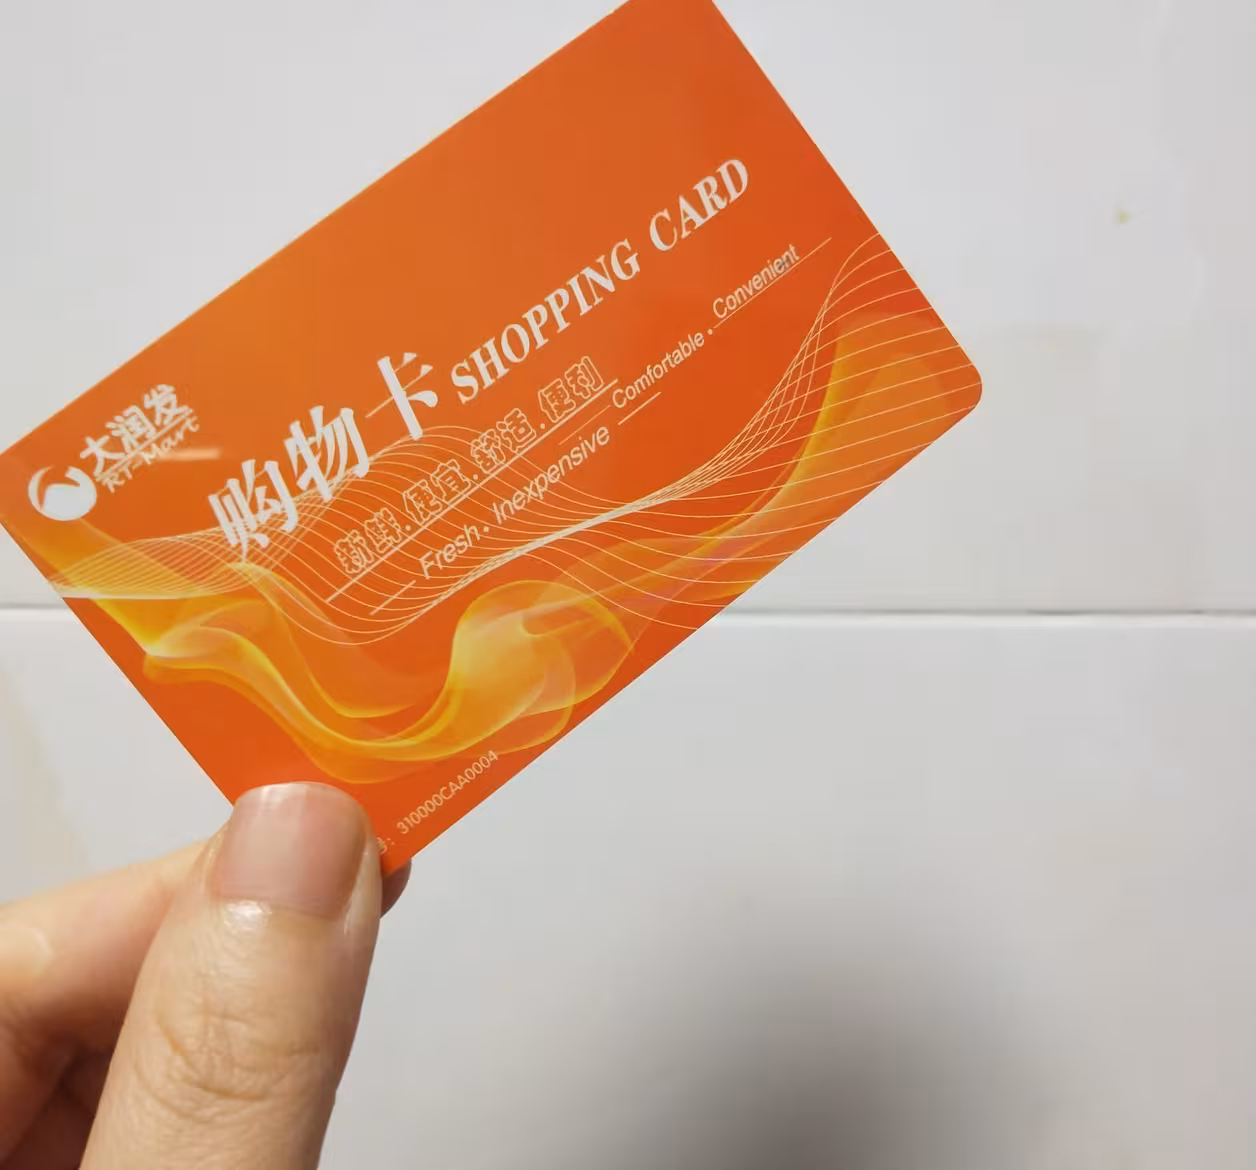 大润发
RT-Mart
购物卡 SHOPPING CARD
新鲜.便宜.舒适.便利
Fresh . Inexpensive Comfortable . Convenient
号: 310000CAA0004